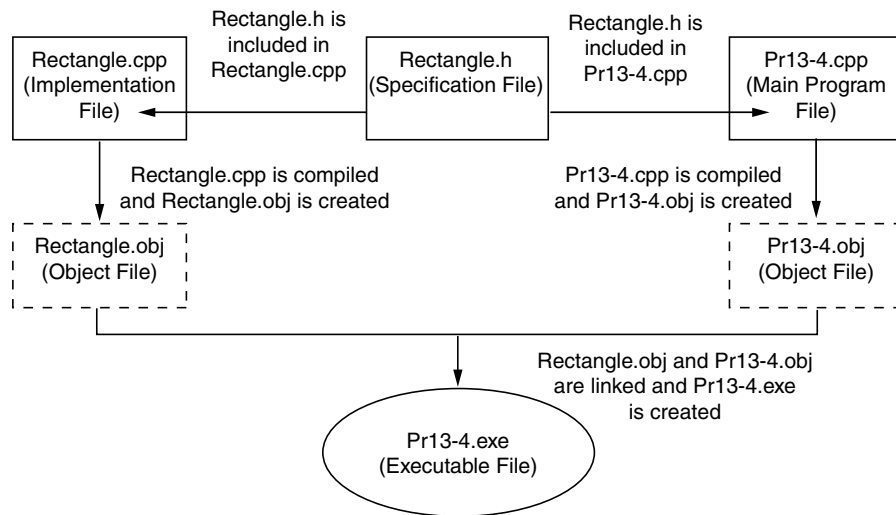 Rectangle.h is
included in
Rectangle.cpp
Rectangle.h is
included in
Pr13-4.cpp
Rectangle.cpp
(Implementation
File)
Rectangle.h
(Specification File)
Pr13-4.cpp
(Main Program
File)
Rectangle.cpp is compiled
and Rectangle.obj is created
Pr13-4.cpp is compiled
and Pr13-4.obj is created
Rectangle.obj
(Object File)
Pr13-4.obj
(Object File)
Rectangle.obj and Pr13-4.obj
are linked and Pr13-4.exe
is created
Pr13-4.exe
(Executable File)